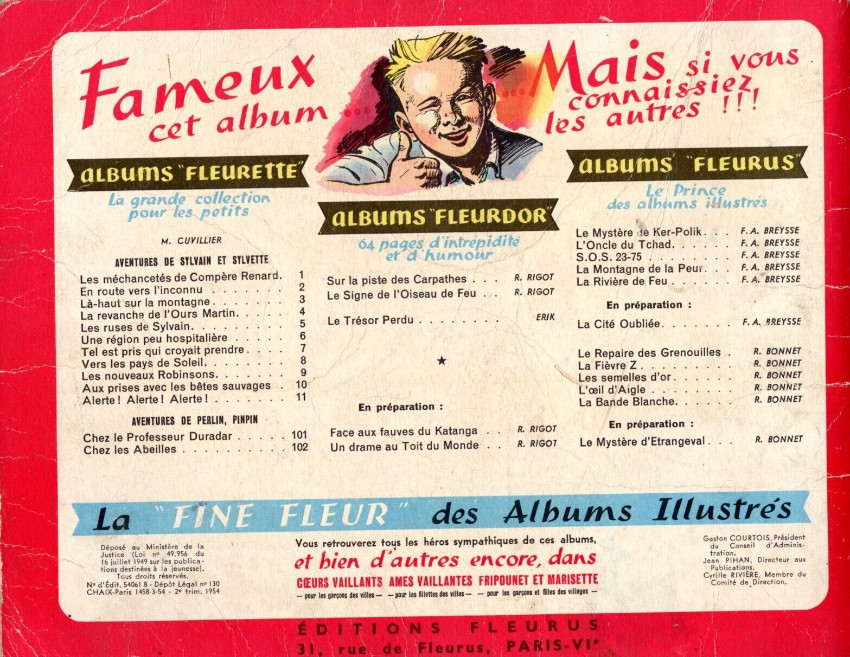 Fameux
cet album ...
... Mais si vous
connaissiez
les autres !!!
ALBUMS "FLEURETTE"
La grande collection
pour les petits
M. CUVILLIER
AVENTURES DE SYLVAIN ET SYLVETTE
Les méchancetés de Compère Renard. 1
En route vers l'inconnu . . . . . . . 2
Là-haut sur la montagne . . . . . . . 3
La revanche de l'Ours Martin. . . . . 4
Les ruses de Sylvain. . . . . . . . . 5
Une région peu hospitalière . . . . . 6
Tel est pris qui croyait prendre. . . . 7
Vers les pays de Soleil. . . . . . . . 8
Les nouveaux Robinsons. . . . . . . 9
Aux prises avec les bêtes sauvages . 10
Alerte! Alerte! Alerte! . . . . . . . . 11
AVENTURES DE PERLIN, PINPIN
Chez le Professeur Duradar . . . . . 101
Chez les Abeilles . . . . . . . . . . 102
ALBUMS "FLEURDOR"
64 pages d'intrépidité
et d'humour
Sur la piste des Carpathes . . . R. RIGOT
Le Signe de l'Oiseau de Feu . . . R. RIGOT
Le Trésor Perdu . . . . . . . . ERIK
★
En préparation :
Face aux fauves du Katanga . . R. RIGOT
Un drame au Toit du Monde . . R. RIGOT
ALBUMS "FLEURUS"
Le Prince
des albums illustrés
Le Mystère de Ker-Polik. . . F. A. BREYSSE
L'Oncle du Tchad. . . . . . F. A. BREYSSE
S.O.S. 23-75 . . . . . . . . F. A. BREYSSE
La Montagne de la Peur. . . F. A. BREYSSE
La Rivière de Feu . . . . . . F. A. BREYSSE
En préparation :
La Cité Oubliée. . . . . . . F. A. BREYSSE
Le Repaire des Grenouilles . R. BONNET
La Fièvre Z . . . . . . . . . R. BONNET
Les semelles d'or. . . . . . . R. BONNET
L'œil d'Aigle . . . . . . . . R. BONNET
La Bande Blanche. . . . . . . R. BONNET
En préparation :
Le Mystère d'Etrangeval. . . R. BONNET
La "FINE FLEUR" des Albums Illustrés
Déposé au Ministère de la
Justice (Loi n° 49,956 du
16 juillet 1949 sur les publica-
tions destinées à la jeunesse).
Tous droits réservés.
N° d'Édit. 54061 8 - Dépôt Légal n° 130
CHAIX-Paris 1458-3-54 - 2e trim. 1954
Vous retrouverez tous les héros sympathiques de ces albums,
et bien d'autres encore, dans
CŒURS VAILLANTS AMES VAILLANTES FRIPOUNET ET MARISETTE
— pour les garçons des villes — — pour les fillettes des villes — — pour les garçons et filles des villages —
Gaston COURTOIS, Président
du Conseil d'Adminis-
tration.
Jean PIHAN, Directeur aux
Publications.
Cyrille RIVIÈRE, Membre du
Comité de Direction.
ÉDITIONS FLEURUS
31, rue de Fleurus, PARIS-VIe